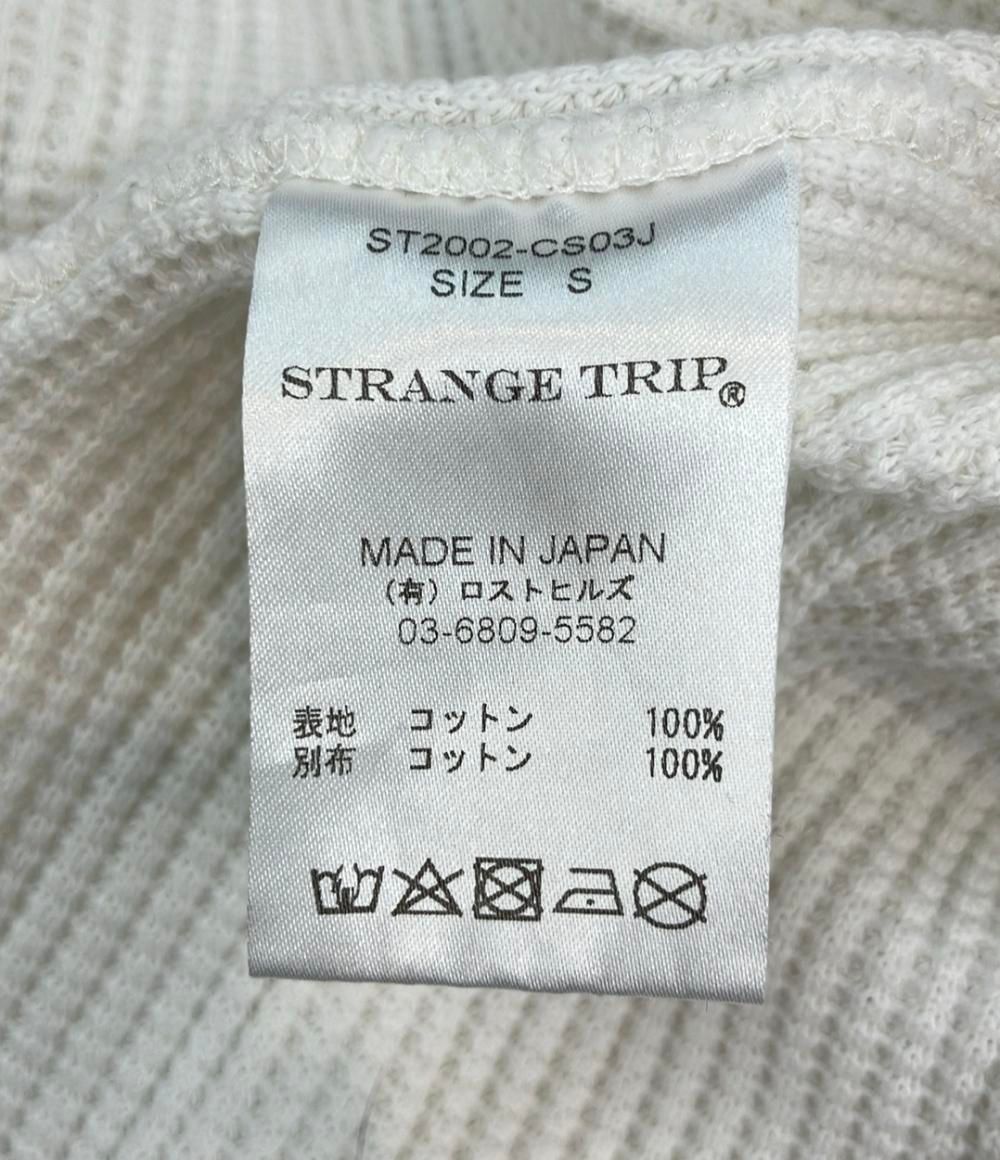 ST2002-CS03J
SIZE S
STRANGE TRIP®
MADE IN JAPAN
(有) ロストヒルズ
03-6809-5582
表地 コットン 100%
別布 コットン 100%